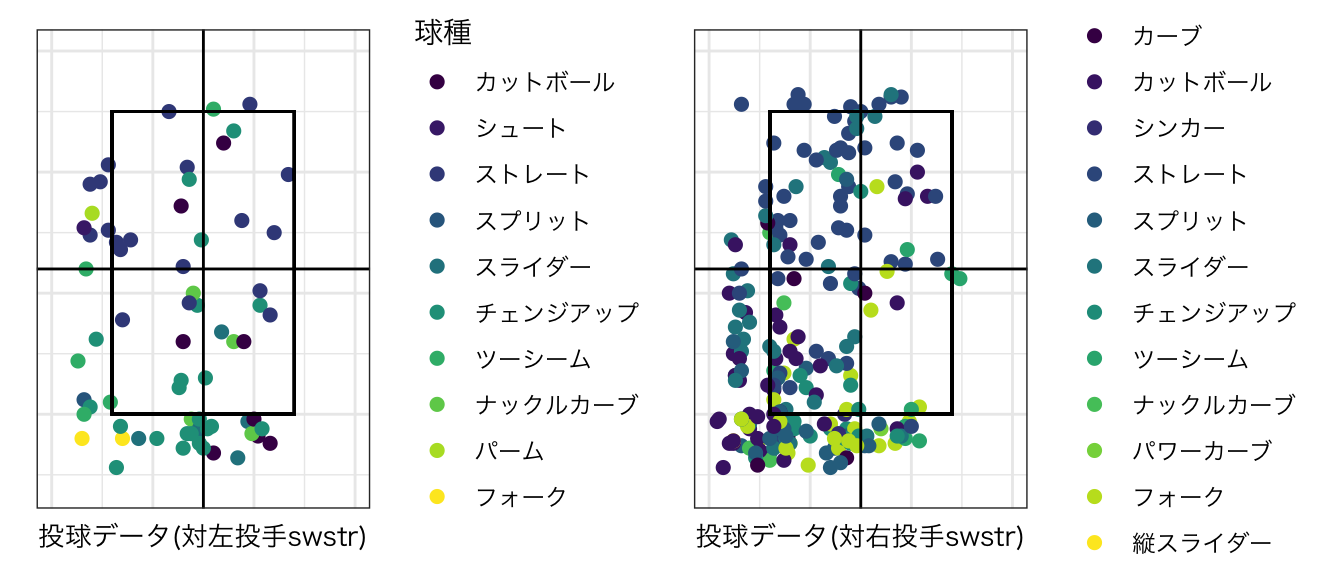 球種
カットボール
シュート
ストレート
スプリット
スライダー
チェンジアップ
ツーシーム
ナックルカーブ
パーム
フォーク
投球データ(対左投手swstr)
カーブ
カットボール
シンカー
ストレート
スプリット
スライダー
チェンジアップ
ツーシーム
ナックルカーブ
パワーカーブ
フォーク
縦スライダー
投球データ(対右投手swstr)